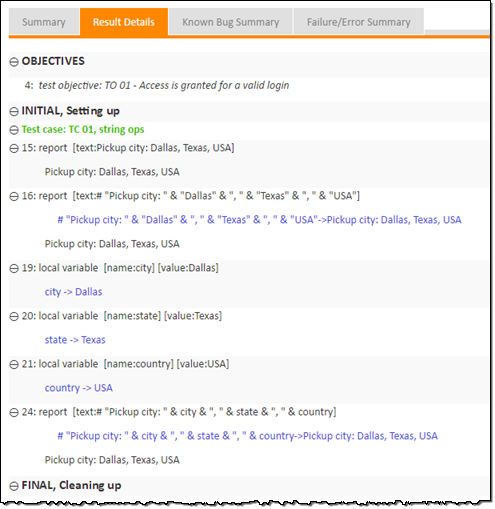 Summary Result Details Known Bug Summary Failure/Error Summary
OBJECTIVES
4: test objective: TO 01 - Access is granted for a valid login
INITIAL, Setting up
Test case: TC 01, string ops
15: report [text:Pickup city: Dallas, Texas, USA]
Pickup city: Dallas, Texas, USA
16: report [text:# "Pickup city: " & "Dallas" & ", " & "Texas" & ", " & "USA"]
# "Pickup city: " & "Dallas" & ", " & "Texas" & ", " & "USA"->Pickup city: Dallas, Texas, USA
Pickup city: Dallas, Texas, USA
19: local variable [name:city] [value:Dallas]
city -> Dallas
20: local variable [name:state] [value:Texas]
state -> Texas
21: local variable [name:country] [value:USA]
country -> USA
24: report [text:# "Pickup city: " & city & ", " & state & ", " & country]
# "Pickup city: " & city & ", " & state & ", " & country->Pickup city: Dallas, Texas, USA
Pickup city: Dallas, Texas, USA
FINAL, Cleaning up